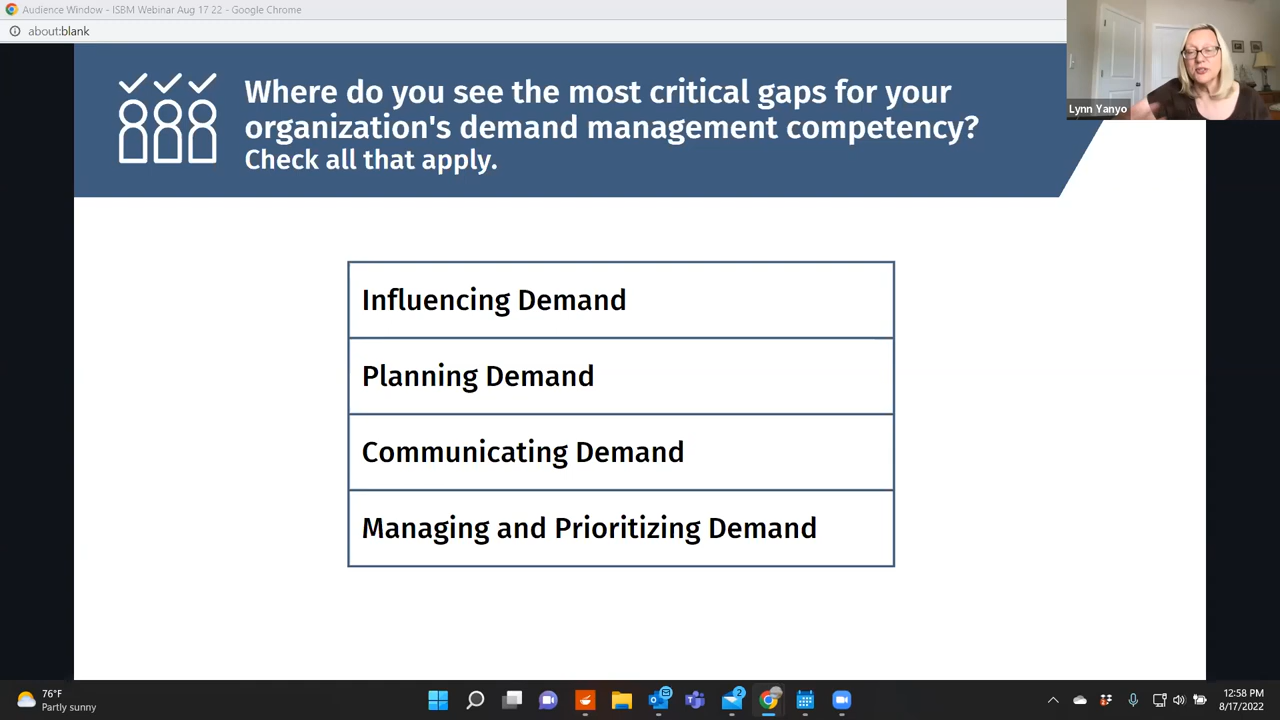 Audience Window - ISBM Webinar Aug 17 22 - Google Chrome
about:blank
Where do you see the most critical gaps for your
organization's demand management competency?
Check all that apply.
Lynn Yanyo
Influencing Demand
Planning Demand
Communicating Demand
Managing and Prioritizing Demand
76°F
Partly sunny
2
12:58 PM
8/17/2022